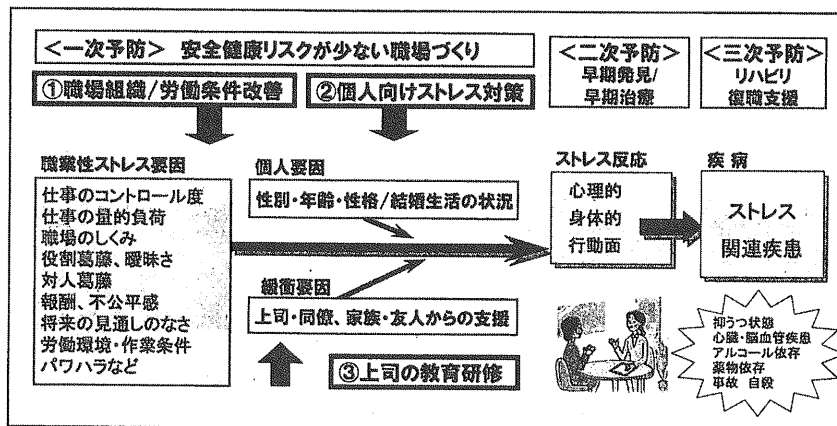 ＜一次予防＞ 安全健康リスクが少ない職場づくり
①職場組織/労働条件改善
②個人向けストレス対策
＜二次予防＞
早期発見/
早期治療
＜三次予防＞
リハビリ
復職支援
職業性ストレス要因
仕事のコントロール度
仕事の量的負荷
職場のしくみ
役割葛藤、曖昧さ
対人葛藤
報酬、不公平感
将来の見通しのなさ
労働環境・作業条件
パワハラなど
個人要因
性別・年齢・性格/結婚生活の状況
緩衝要因
上司・同僚、家族・友人からの支援
③上司の教育研修
ストレス反応
心理的
身体的
行動面
疾病
ストレス
関連疾患
抑うつ状態
心臓・脳血管疾患
アルコール依存
薬物依存
事故 自殺